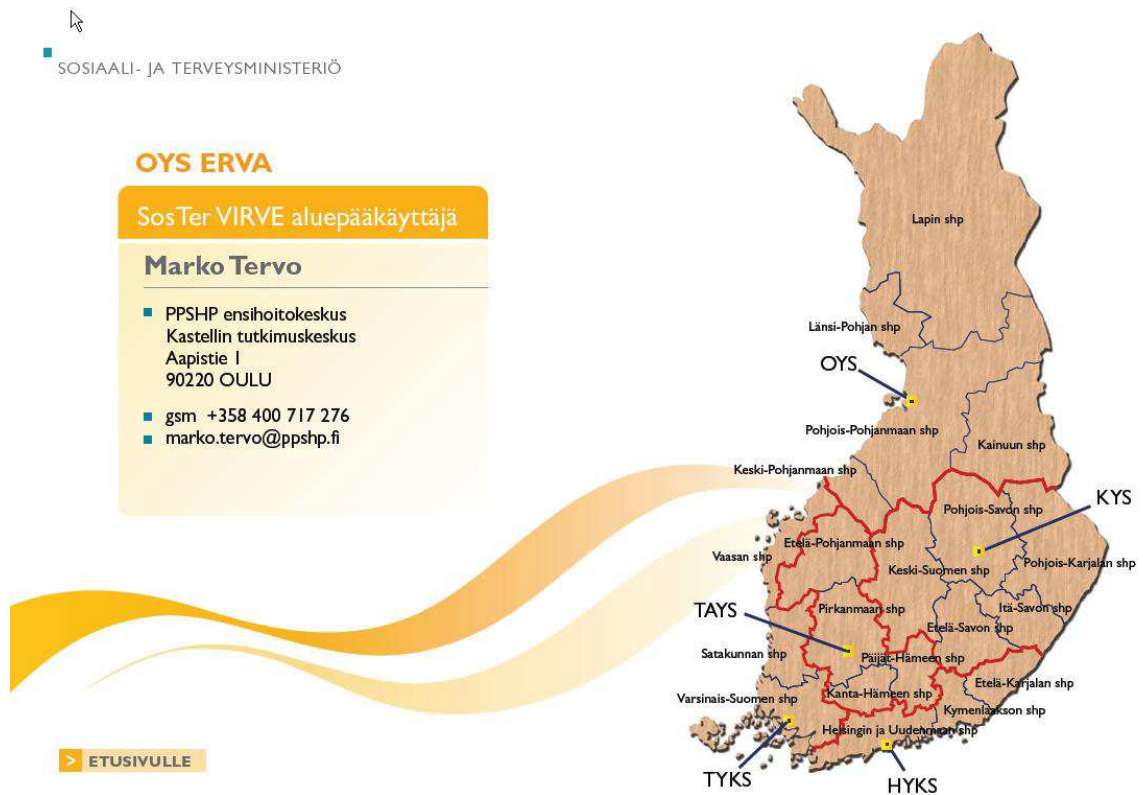 SOSIAALI- JA TERVEYSMINISTERIÖ
OYS ERVA
SosTer VIRVE aluepääkäyttäjä
Marko Tervo
PPSHP ensihoitokeskus
Kastellin tutkimuskeskus
Aapistie 1
90220 OULU
gsm +358 400 717 276
marko.tervo@ppshp.fi
> ETUSIVULLE
Lapin shp
Länsi-Pohjan shp
OYS
Pohjois-Pohjanmaan shp
Kainuun shp
Keski-Pohjanmaan shp
KYS
Pohjois-Savon shp
Etelä-Pohjanmaan shp
Vaasan shp
Keski-Suomen shp
Pohjois-Karjalan shp
TAYS
Pirkanmaan shp
Itä-Savon shp
Etelä-Savon shp
Satakunnan shp
Päijät-Hämeen shp
Etelä-Karjalan shp
Varsinais-Suomen shp
Kanta-Hämeen shp
Kymenlaakson shp
Helsingin ja Uudenmaan shp
TYKS
HYKS